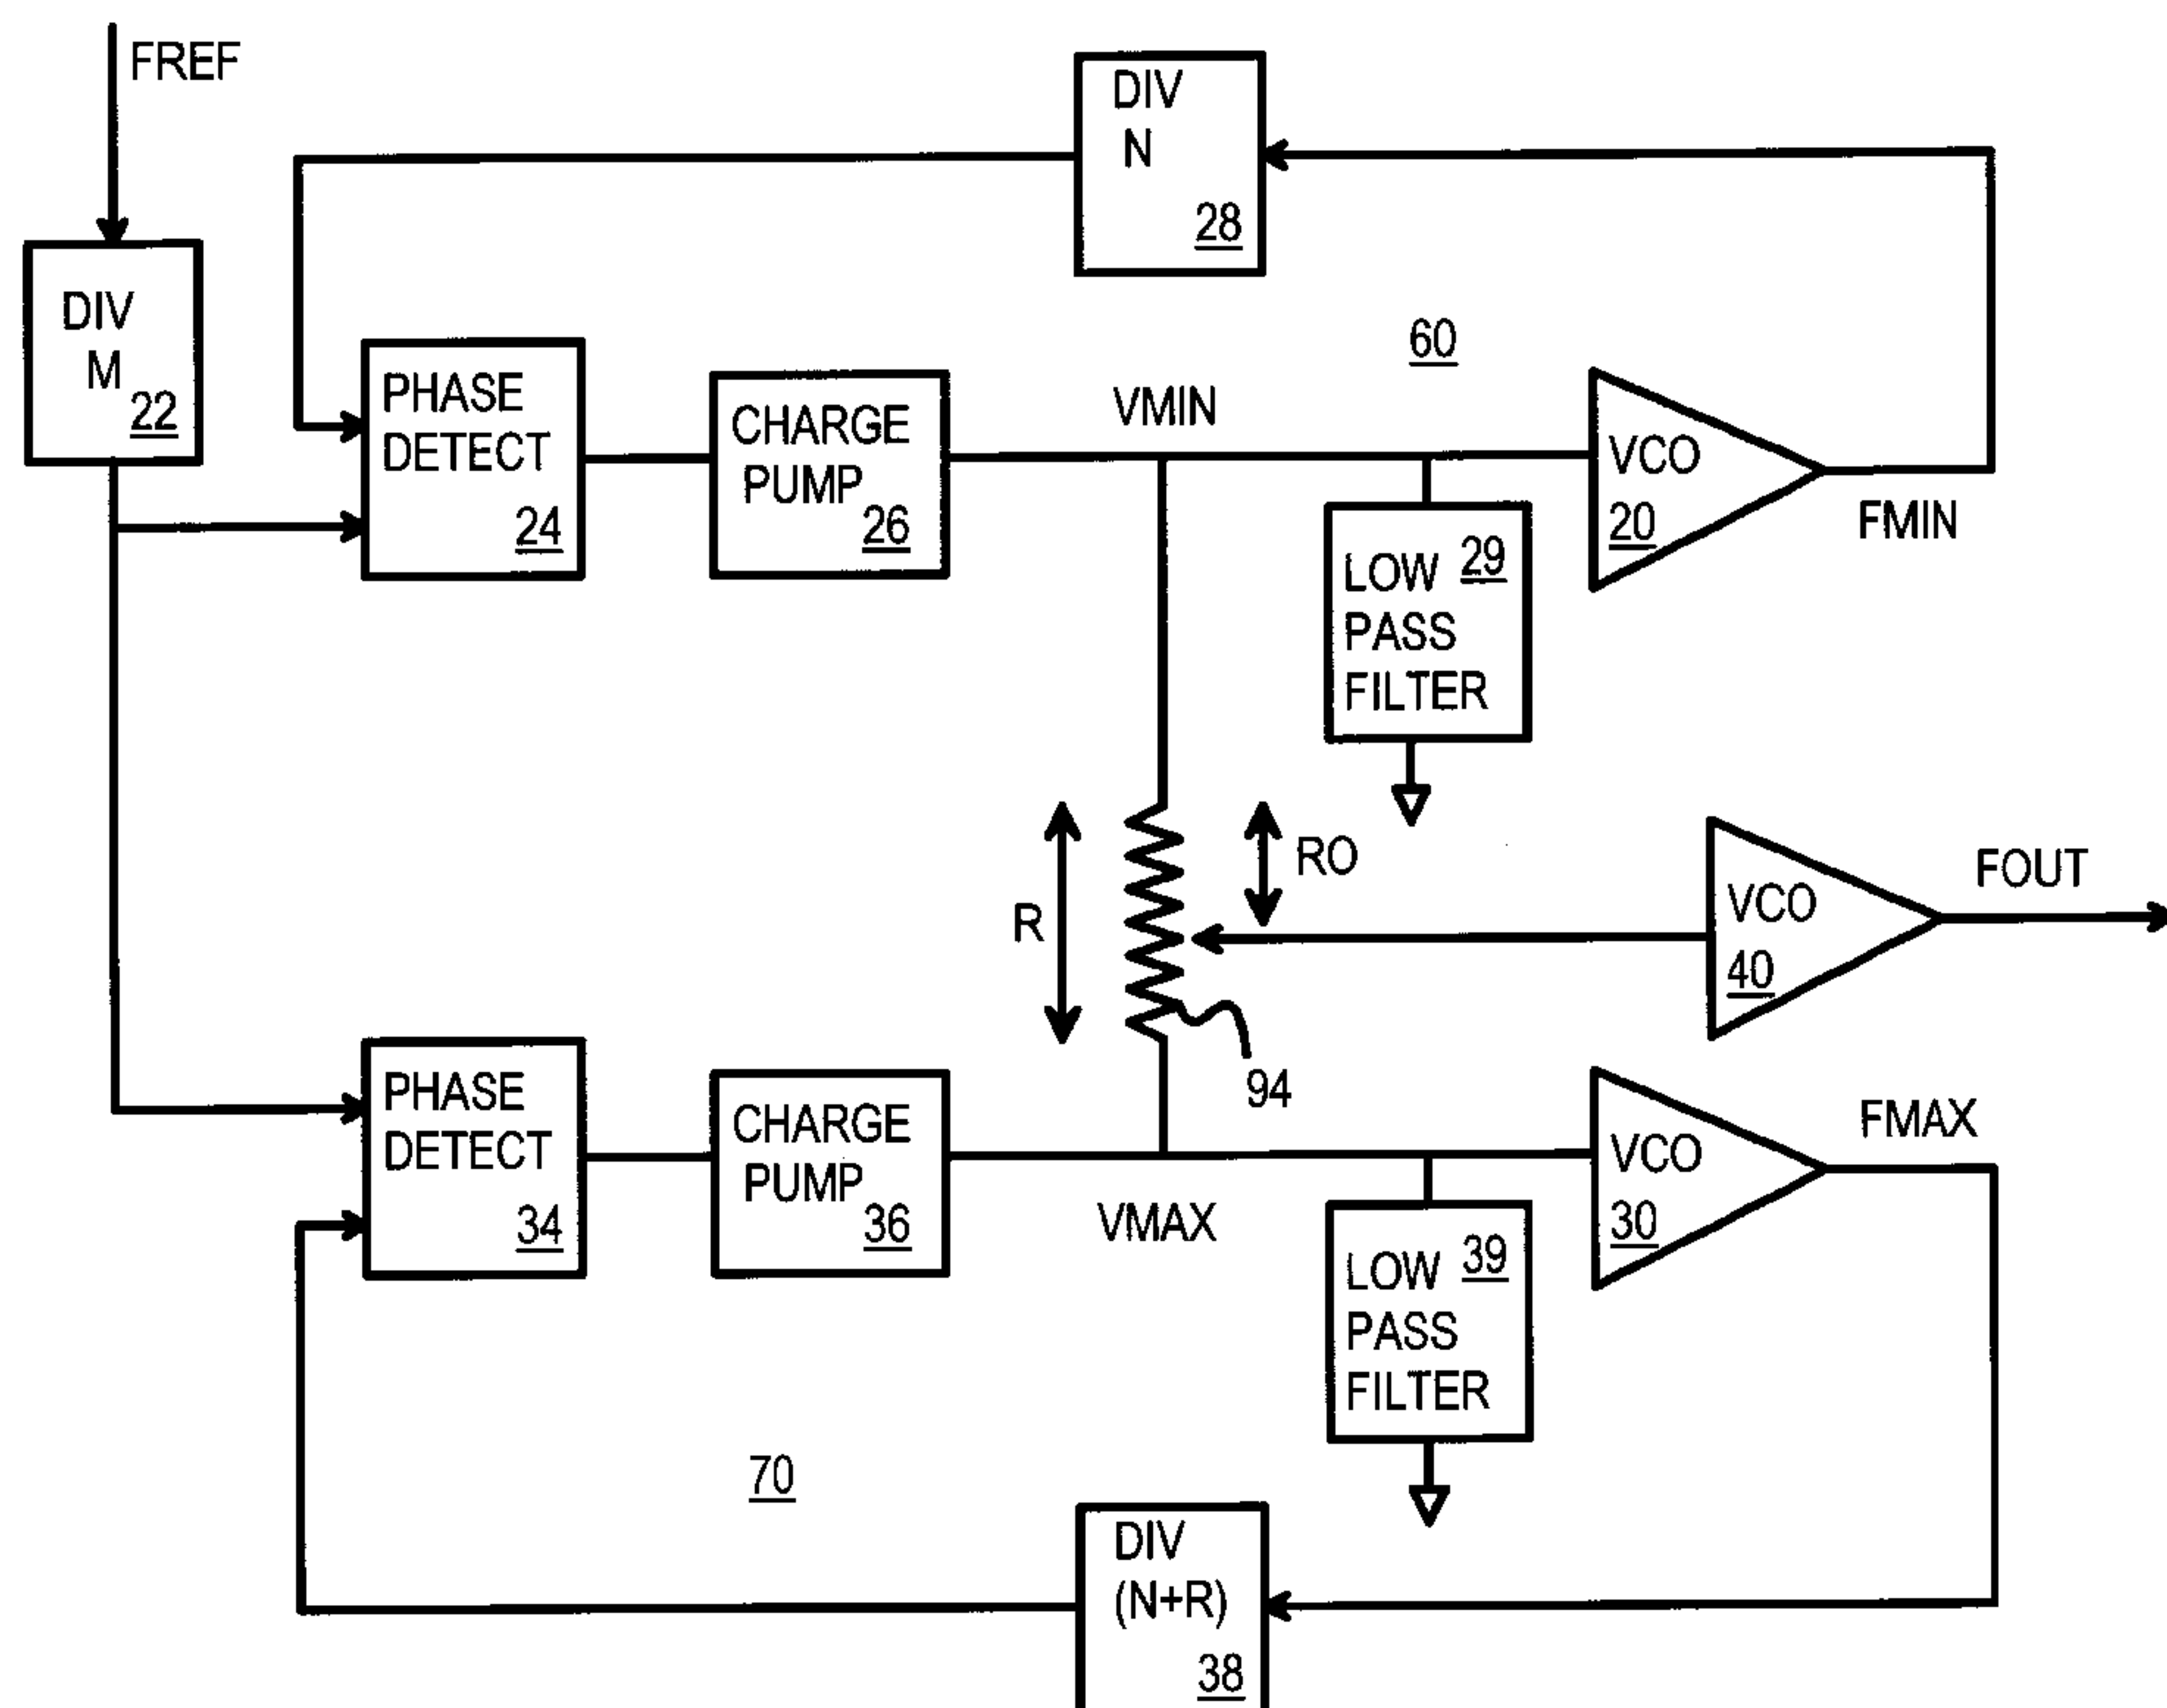 FREF
DIV
N
28
DIV
M
22
60
PHASE
DETECT
24
CHARGE
PUMP
26
VMIN
VCO
20
FMIN
LOW 29
PASS
FILTER
R
RO
VCO
40
FOUT
94
PHASE
DETECT
34
CHARGE
PUMP
36
VMAX
VCO
30
FMAX
LOW 39
PASS
FILTER
70
DIV
(N+R)
38